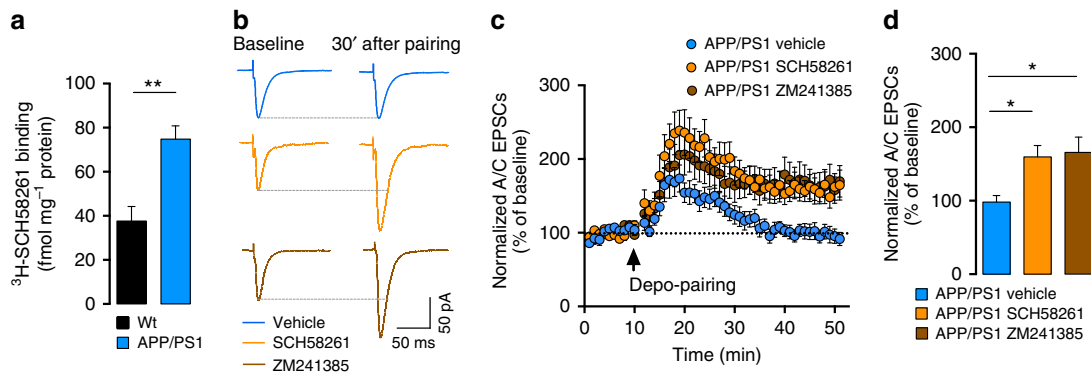 a
³H-SCH58261 binding
(fmol mg⁻¹ protein)
100
80
60
40
20
0
**
Wt
APP/PS1
b
Baseline
30′ after pairing
50 pA
50 ms
Vehicle
SCH58261
ZM241385
c
APP/PS1 vehicle
APP/PS1 SCH58261
APP/PS1 ZM241385
Normalized A/C EPSCs
(% of baseline)
300
200
100
0
Depo-pairing
0
10
20
30
40
50
Time (min)
d
Normalized A/C EPSCs
(% of baseline)
300
200
100
0
*
*
APP/PS1 vehicle
APP/PS1 SCH58261
APP/PS1 ZM241385